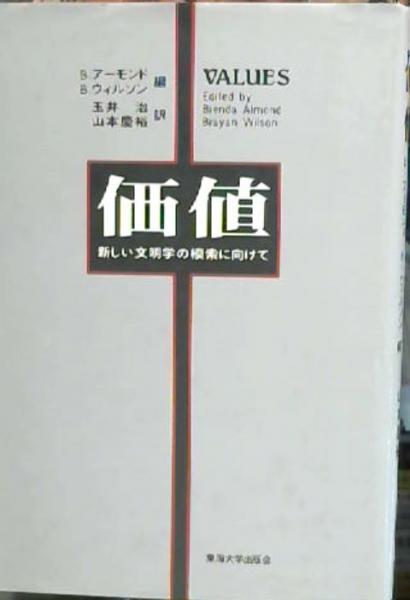 B.アーモンド
B.ウィルソン
編
玉井 治
山本慶裕
訳
VALUES
Edited by
Brenda Almond
Brayan Wilson
価値
新しい文明学の模索に向けて
東海大学出版会